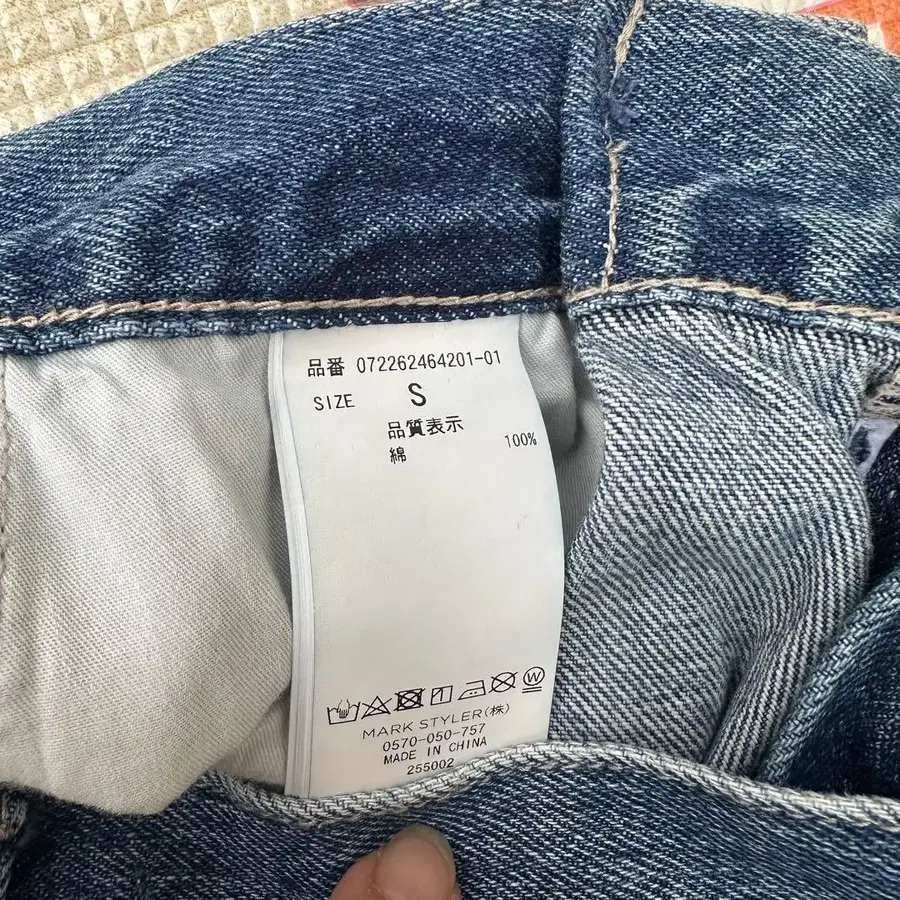 品番 072262464201-01
SIZE S
品質表示
綿 100%
W
MARK STYLER(株)
0570-050-757
MADE IN CHINA
255002